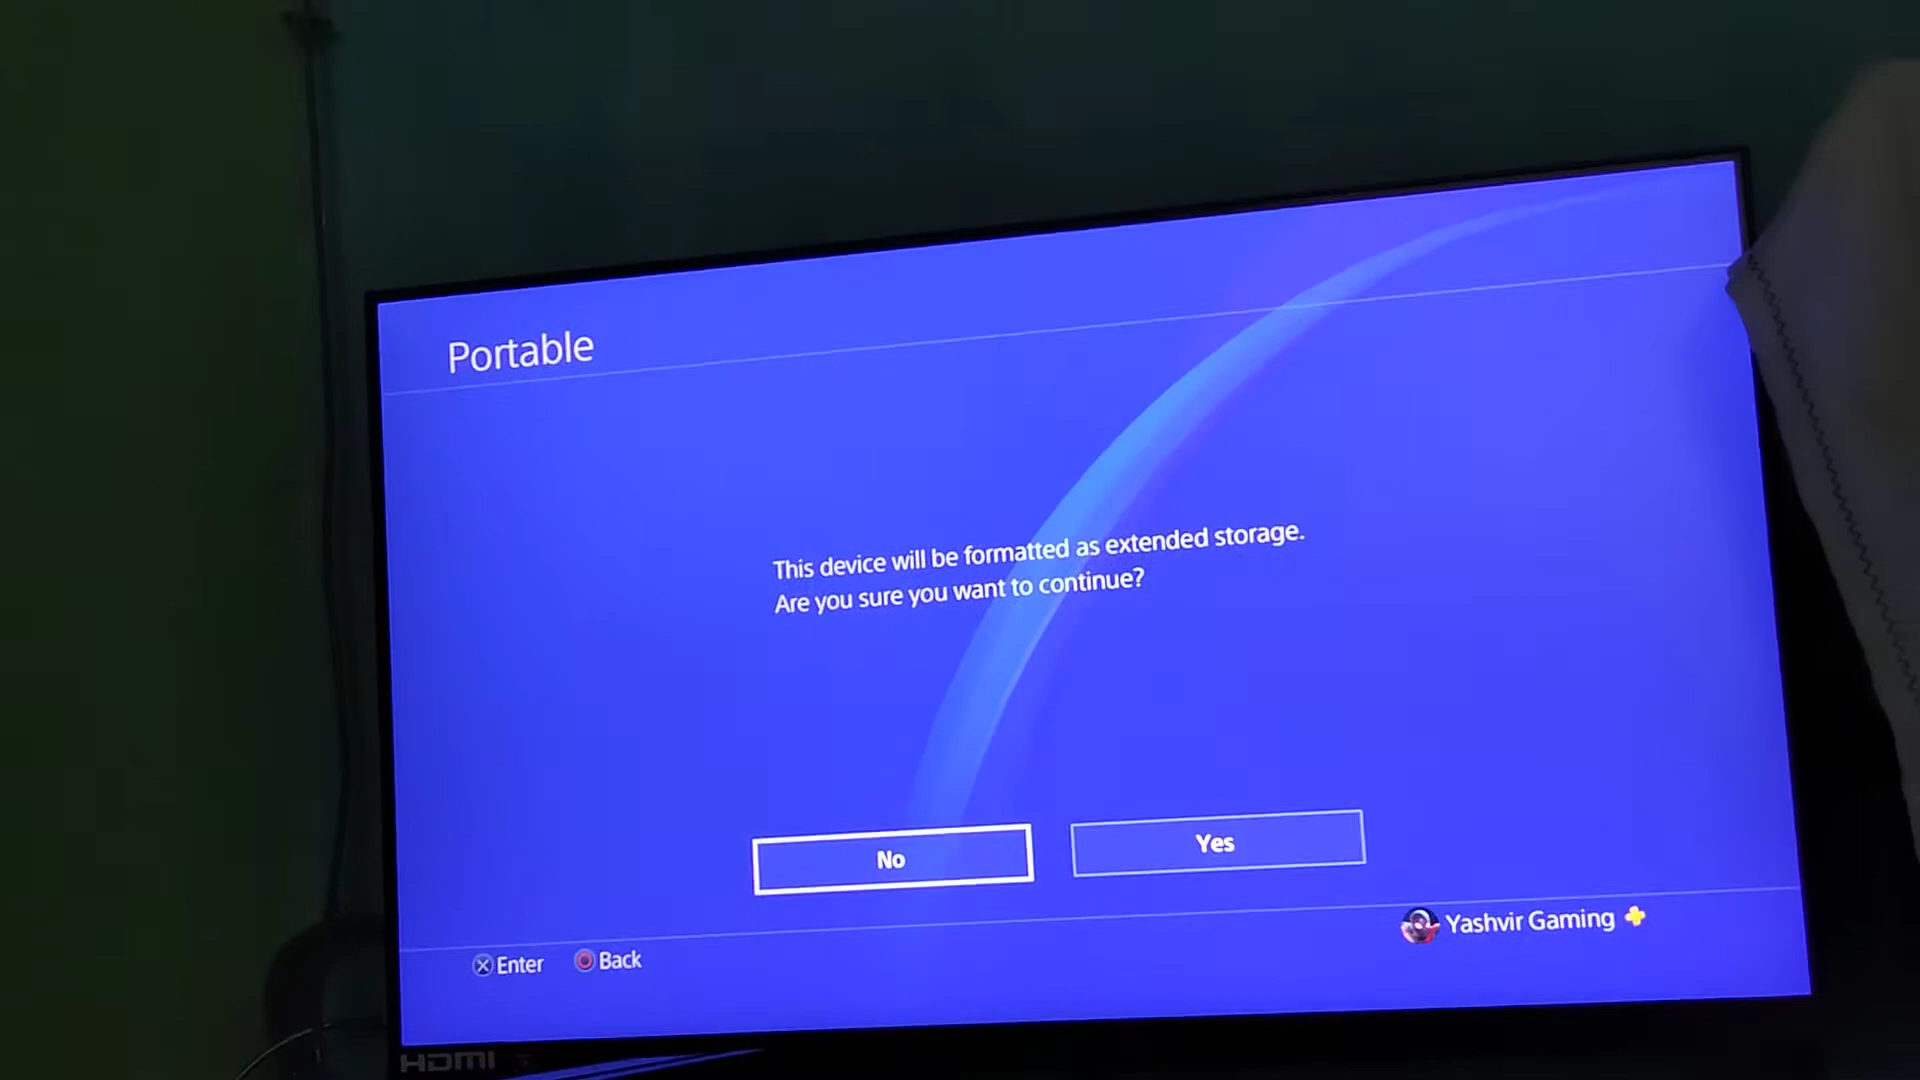 Portable
This device will be formatted as extended storage.
Are you sure you want to continue?
No
Yes
Yashvir Gaming
Enter
Back
HDMI